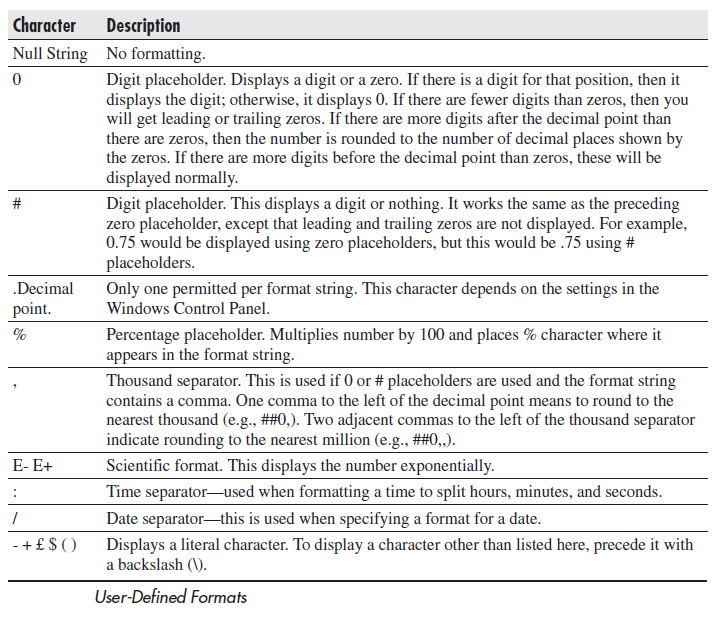 Character Description
Null String No formatting.
0 Digit placeholder. Displays a digit or a zero. If there is a digit for that position, then it
displays the digit; otherwise, it displays 0. If there are fewer digits than zeros, then you
will get leading or trailing zeros. If there are more digits after the decimal point than
there are zeros, then the number is rounded to the number of decimal places shown by
the zeros. If there are more digits before the decimal point than zeros, these will be
displayed normally.
# Digit placeholder. This displays a digit or nothing. It works the same as the preceding
zero placeholder, except that leading and trailing zeros are not displayed. For example,
0.75 would be displayed using zero placeholders, but this would be .75 using #
placeholders.
.Decimal Only one permitted per format string. This character depends on the settings in the
point. Windows Control Panel.
% Percentage placeholder. Multiplies number by 100 and places % character where it
appears in the format string.
, Thousand separator. This is used if 0 or # placeholders are used and the format string
contains a comma. One comma to the left of the decimal point means to round to the
nearest thousand (e.g., ##0,). Two adjacent commas to the left of the thousand separator
indicate rounding to the nearest million (e.g., ##0,,).
E- E+ Scientific format. This displays the number exponentially.
: Time separator—used when formatting a time to split hours, minutes, and seconds.
/ Date separator—this is used when specifying a format for a date.
- + £ $ ( ) Displays a literal character. To display a character other than listed here, precede it with
a backslash (\).
User-Defined Formats